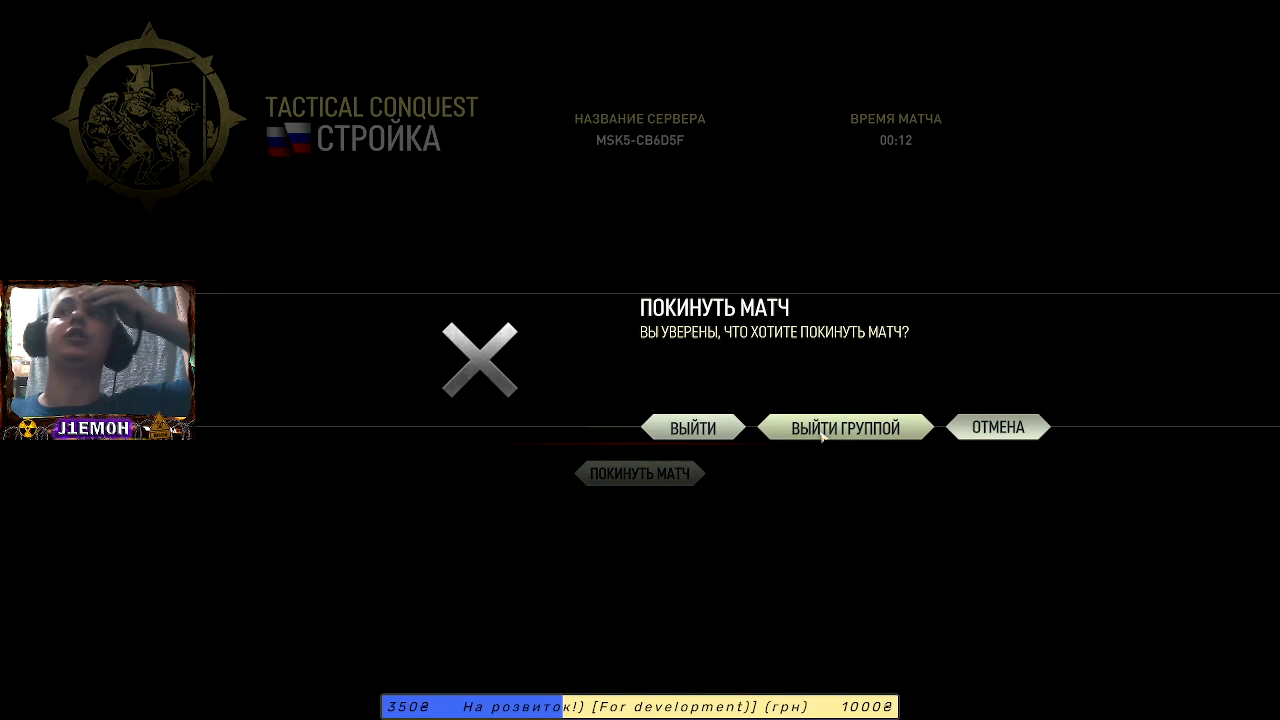 TACTICAL CONQUEST
СТРОЙКА
НАЗВАНИЕ СЕРВЕРА
MSK5-CB6D5F
ВРЕМЯ МАТЧА
00:12
ПОКИНУТЬ МАТЧ
ВЫ УВЕРЕНЫ, ЧТО ХОТИТЕ ПОКИНУТЬ МАТЧ?
ВЫЙТИ
ВЫЙТИ ГРУППОЙ
ОТМЕНА
ПОКИНУТЬ МАТЧ
J1EM0H
350₴ На розвиток!) [For development)] (грн) 1000₴